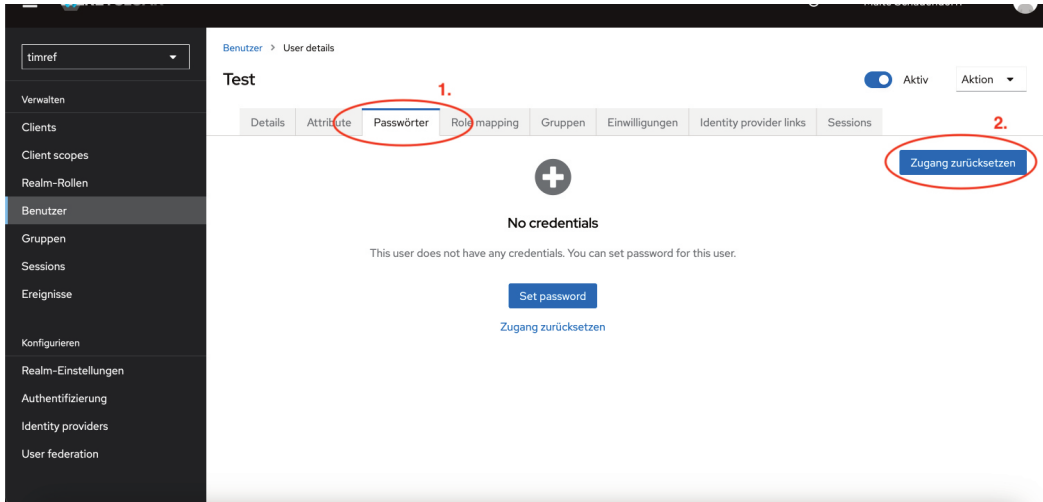 timref
Verwalten
Clients
Client scopes
Realm-Rollen
Benutzer
Gruppen
Sessions
Ereignisse
Konfigurieren
Realm-Einstellungen
Authentifizierung
Identity providers
User federation
Benutzer > User details
Test
Aktiv
Aktion
1.
Details Attribute Passwörter Role mapping Gruppen Einwilligungen Identity provider links Sessions
2.
Zugang zurücksetzen
No credentials
This user does not have any credentials. You can set password for this user.
Set password
Zugang zurücksetzen